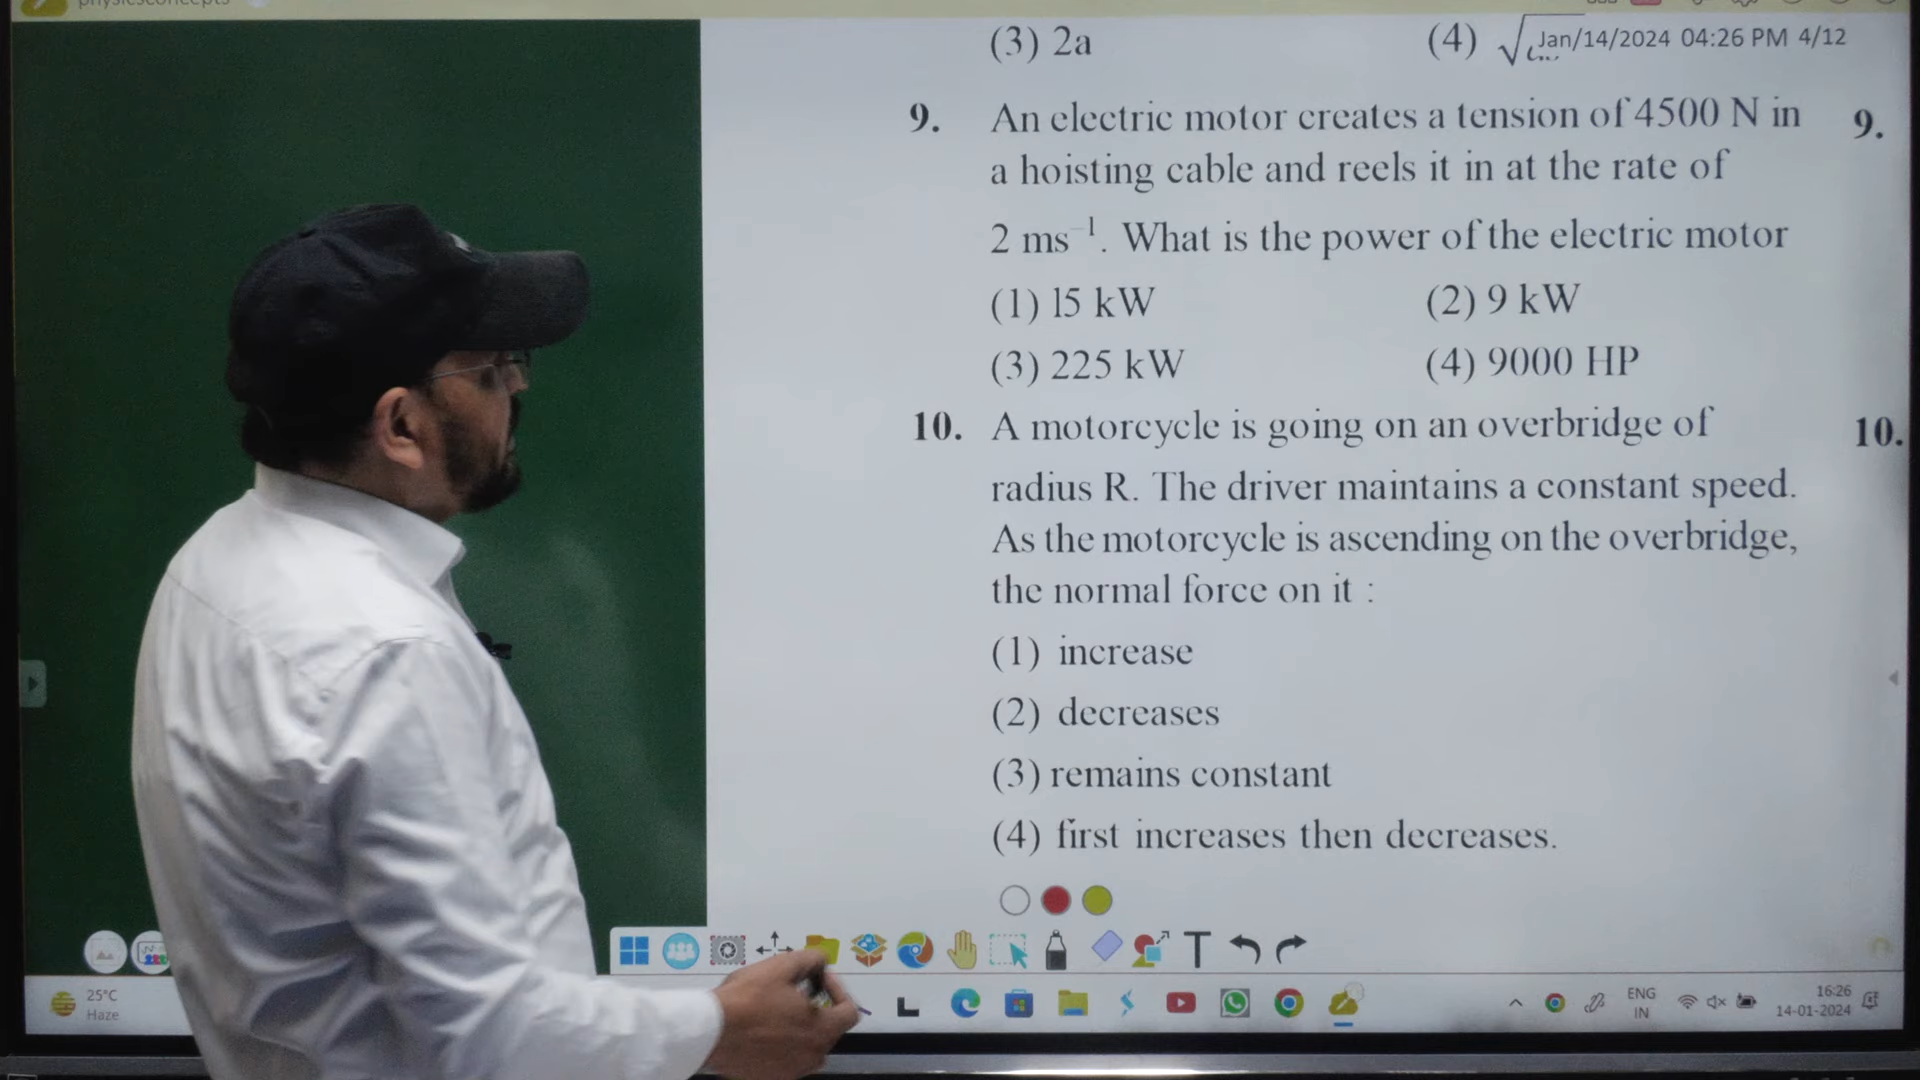 physicsconcepts
(3) 2a
(4) √
Jan/14/2024 04:26 PM 4/12
9. An electric motor creates a tension of 4500 N in
a hoisting cable and reels it in at the rate of
2 ms⁻¹. What is the power of the electric motor
(1) 15 kW (2) 9 kW
(3) 225 kW (4) 9000 HP
10. A motorcycle is going on an overbridge of
radius R. The driver maintains a constant speed.
As the motorcycle is ascending on the overbridge,
the normal force on it :
(1) increase
(2) decreases
(3) remains constant
(4) first increases then decreases.
9.
10.
T
25°C
Haze
ENG
IN
16:26
14-01-2024